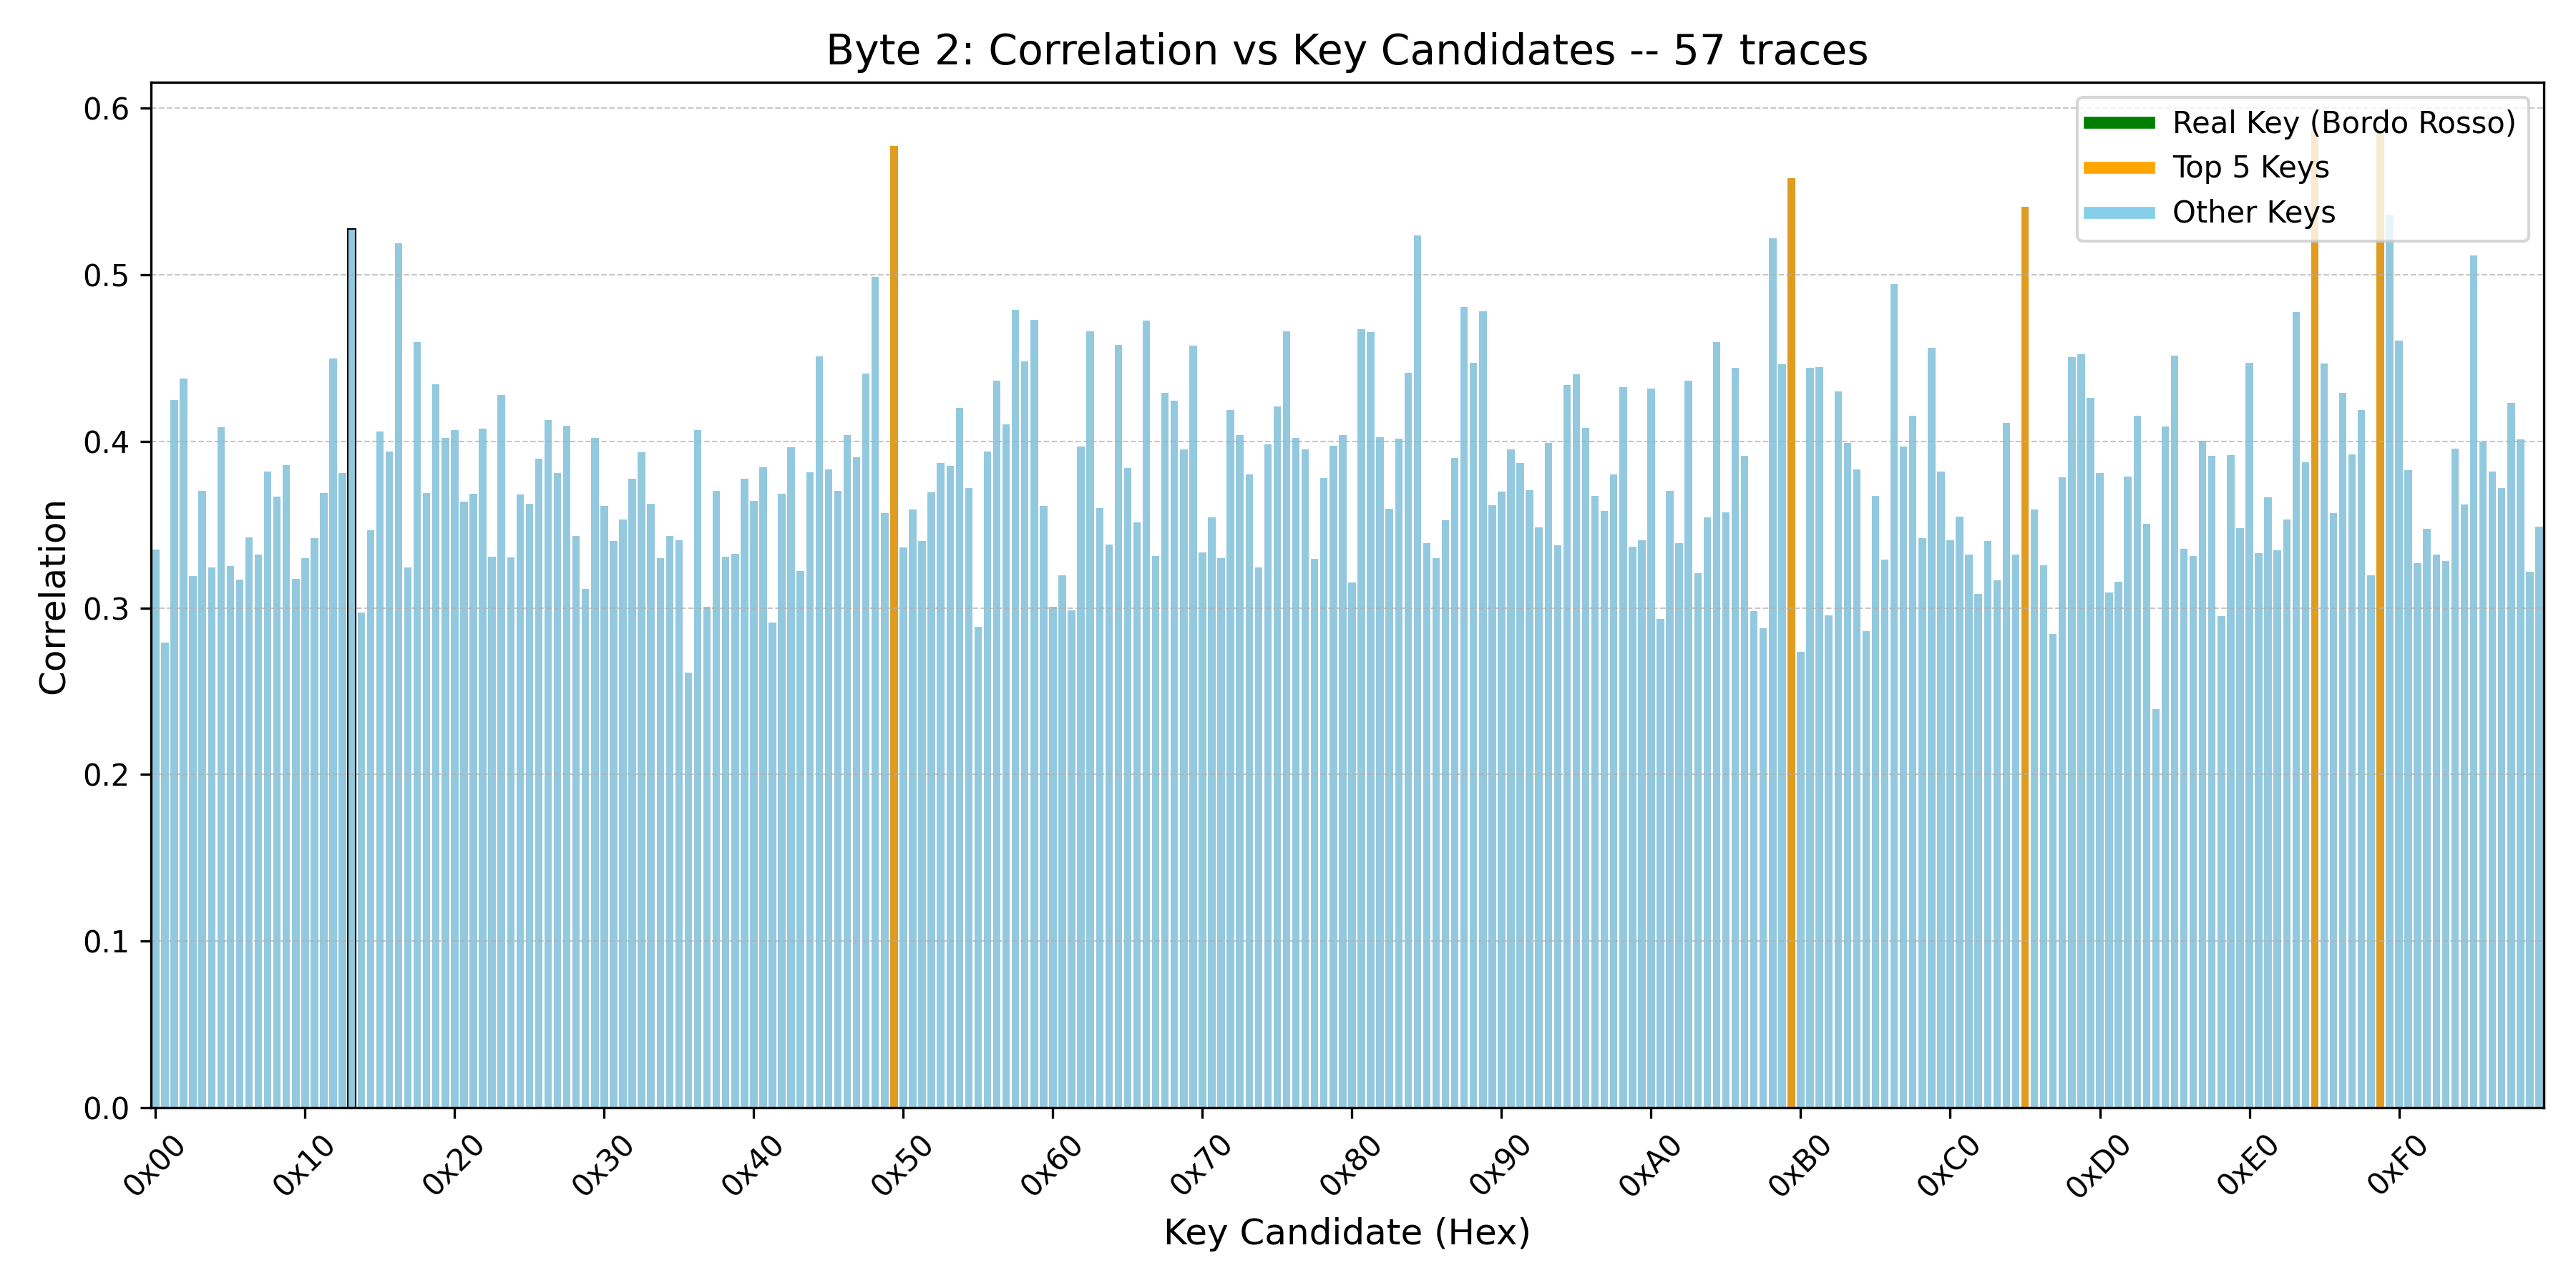 Byte 2: Correlation vs Key Candidates -- 57 traces
Real Key (Bordo Rosso)
Top 5 Keys
Other Keys
Correlation
0.6
0.5
0.4
0.3
0.2
0.1
0.0
0x00 0x10 0x20 0x30 0x40 0x50 0x60 0x70 0x80 0x90 0xA0 0xB0 0xC0 0xD0 0xE0 0xF0
Key Candidate (Hex)